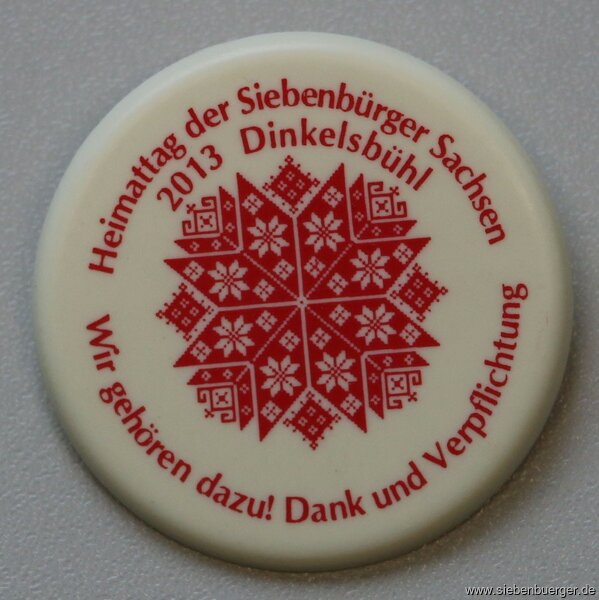 Heimattag der Siebenbürger Sachsen
2013 Dinkelsbühl
Wir gehören dazu! Dank und Verpflichtung
www.siebenbuerger.de